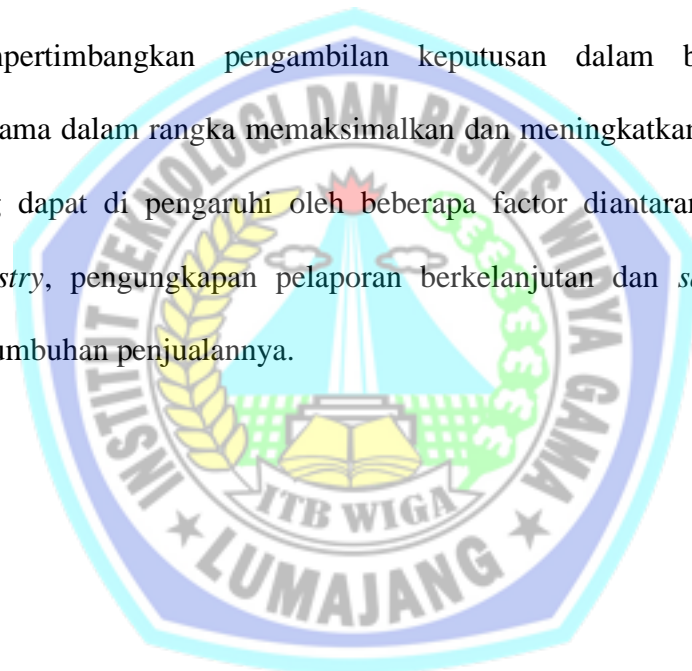 mpertimbangkan pengambilan keputusan dalam b
ama dalam rangka memaksimalkan dan meningkatkan
dapat di pengaruhi oleh beberapa factor diantaran
stry, pengungkapan pelaporan berkelanjutan dan s
umbuhan penjualannya.
INSTITUT TEKNOLOGI DAN BISNIS WIDYA GAMA
ITB WIGA
LUMAJANG